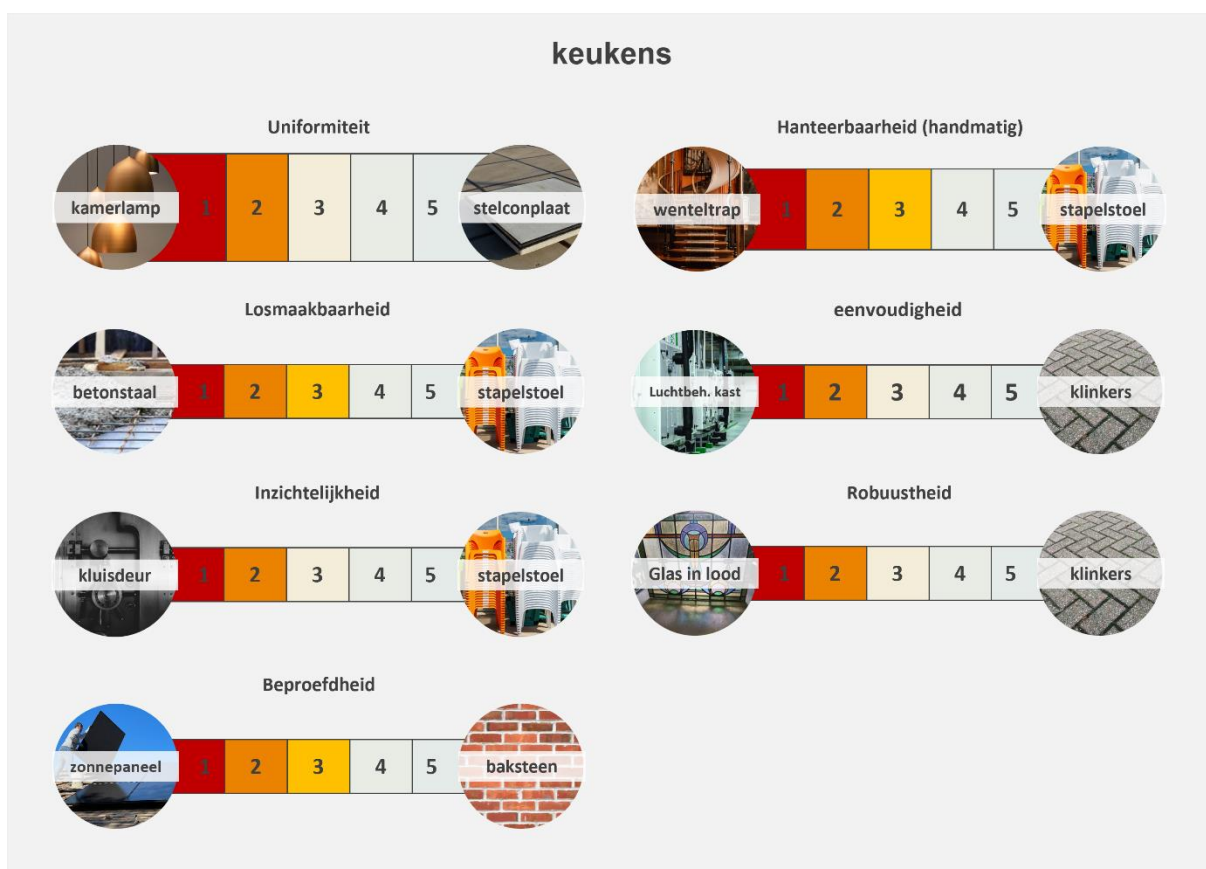 keukens
Uniformiteit
kamerlamp 1 2 3 4 5 stelconplaat
Hanteerbaarheid (handmatig)
wenteltrap 1 2 3 4 5 stapelstoel
Losmaakbaarheid
betonstaal 1 2 3 4 5 stapelstoel
eenvoudigheid
Luchtbeh. kast 1 2 3 4 5 klinkers
Inzichtelijkheid
kluisdeur 1 2 3 4 5 stapelstoel
Robuustheid
Glas in lood 1 2 3 4 5 klinkers
Beproefdheid
zonnepaneel 1 2 3 4 5 baksteen